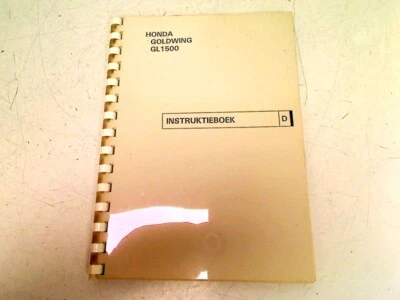 HONDA
GOLDWING
GL1500
INSTRUKTIEBOEK D